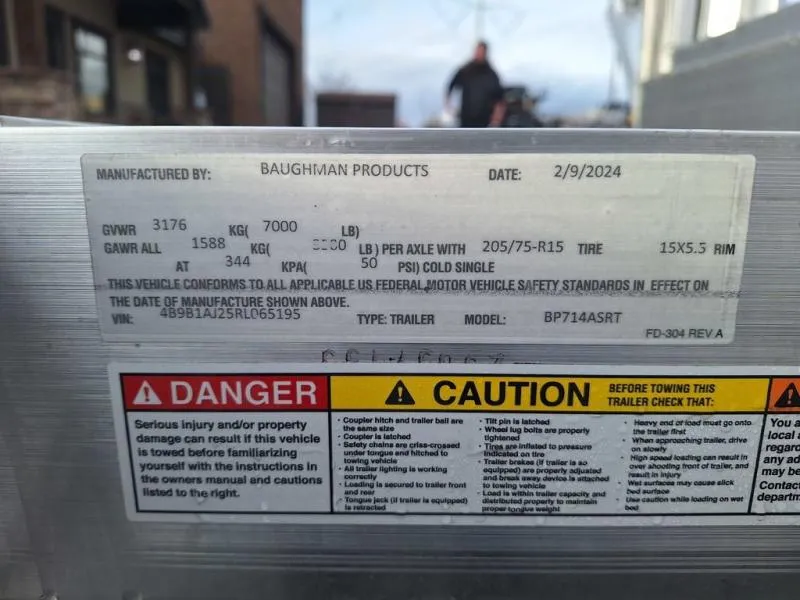 MANUFACTURED BY: BAUGHMAN PRODUCTS DATE: 2/9/2024
GVWR 3176 KG( 7000 LB)
GAWR ALL 1588 KG( LB) PER AXLE WITH 205/75-R15 TIRE 15X5.5 RIM
AT 344 KPA( 50 PSI) COLD SINGLE
THIS VEHICLE CONFORMS TO ALL APPLICABLE US FEDERAL MOTOR VEHICLE SAFETY STANDARDS IN EFFECT ON
THE DATE OF MANUFACTURE SHOWN ABOVE.
VIN: 4B9B1AJ25RL065195 TYPE: TRAILER MODEL: BP714ASRT
FD-304 REV A
DANGER
Serious injury and/or property
damage can result if this vehicle
is towed before familiarizing
yourself with the instructions in
the owners manual and cautions
listed to the right.
CAUTION
BEFORE TOWING THIS
TRAILER CHECK THAT:
• Coupler hitch and trailer ball are
the same size
• Coupler is latched
• Safety chains are criss-crossed
under tongue and hitched to
towing vehicle
• All trailer lighting is working
correctly
• Loading is secured to trailer front
and rear
• Tongue jack (if trailer is equipped)
is retracted
• Tilt pin is latched
• Wheel lug bolts are properly
tightened
• Tires are inflated to pressure
indicated on tire
• Trailer brakes (if trailer is so
equipped) are properly adjusted
and break away device is attached
to towing vehicle
• Load is within trailer capacity and
distributed properly to maintain
proper tongue weight
• Heavy end of load must go onto
the trailer first
• When approaching trailer, drive
on slowly
• High speed loading can result in
over shooting front of trailer, and
result in injury
• Wet surfaces may cause slick
bed surface
• Use caution while loading on wet
bed
You a
local a
regard
any ad
may be
Contac
departm